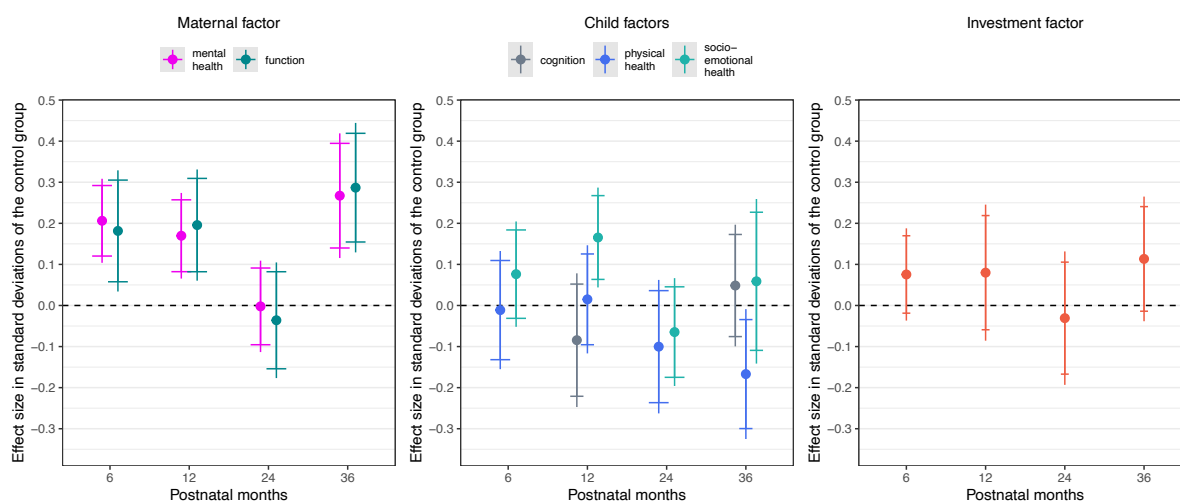 Maternal factor
mental
health
function
Effect size in standard deviations of the control group
0.5
0.4
0.3
0.2
0.1
0.0
−0.1
−0.2
−0.3
6
12
24
36
Postnatal months
Child factors
cognition
physical
health
socio−
emotional
health
Effect size in standard deviations of the control group
0.5
0.4
0.3
0.2
0.1
0.0
−0.1
−0.2
−0.3
6
12
24
36
Postnatal months
Investment factor
Effect size in standard deviations of the control group
0.5
0.4
0.3
0.2
0.1
0.0
−0.1
−0.2
−0.3
6
12
24
36
Postnatal months